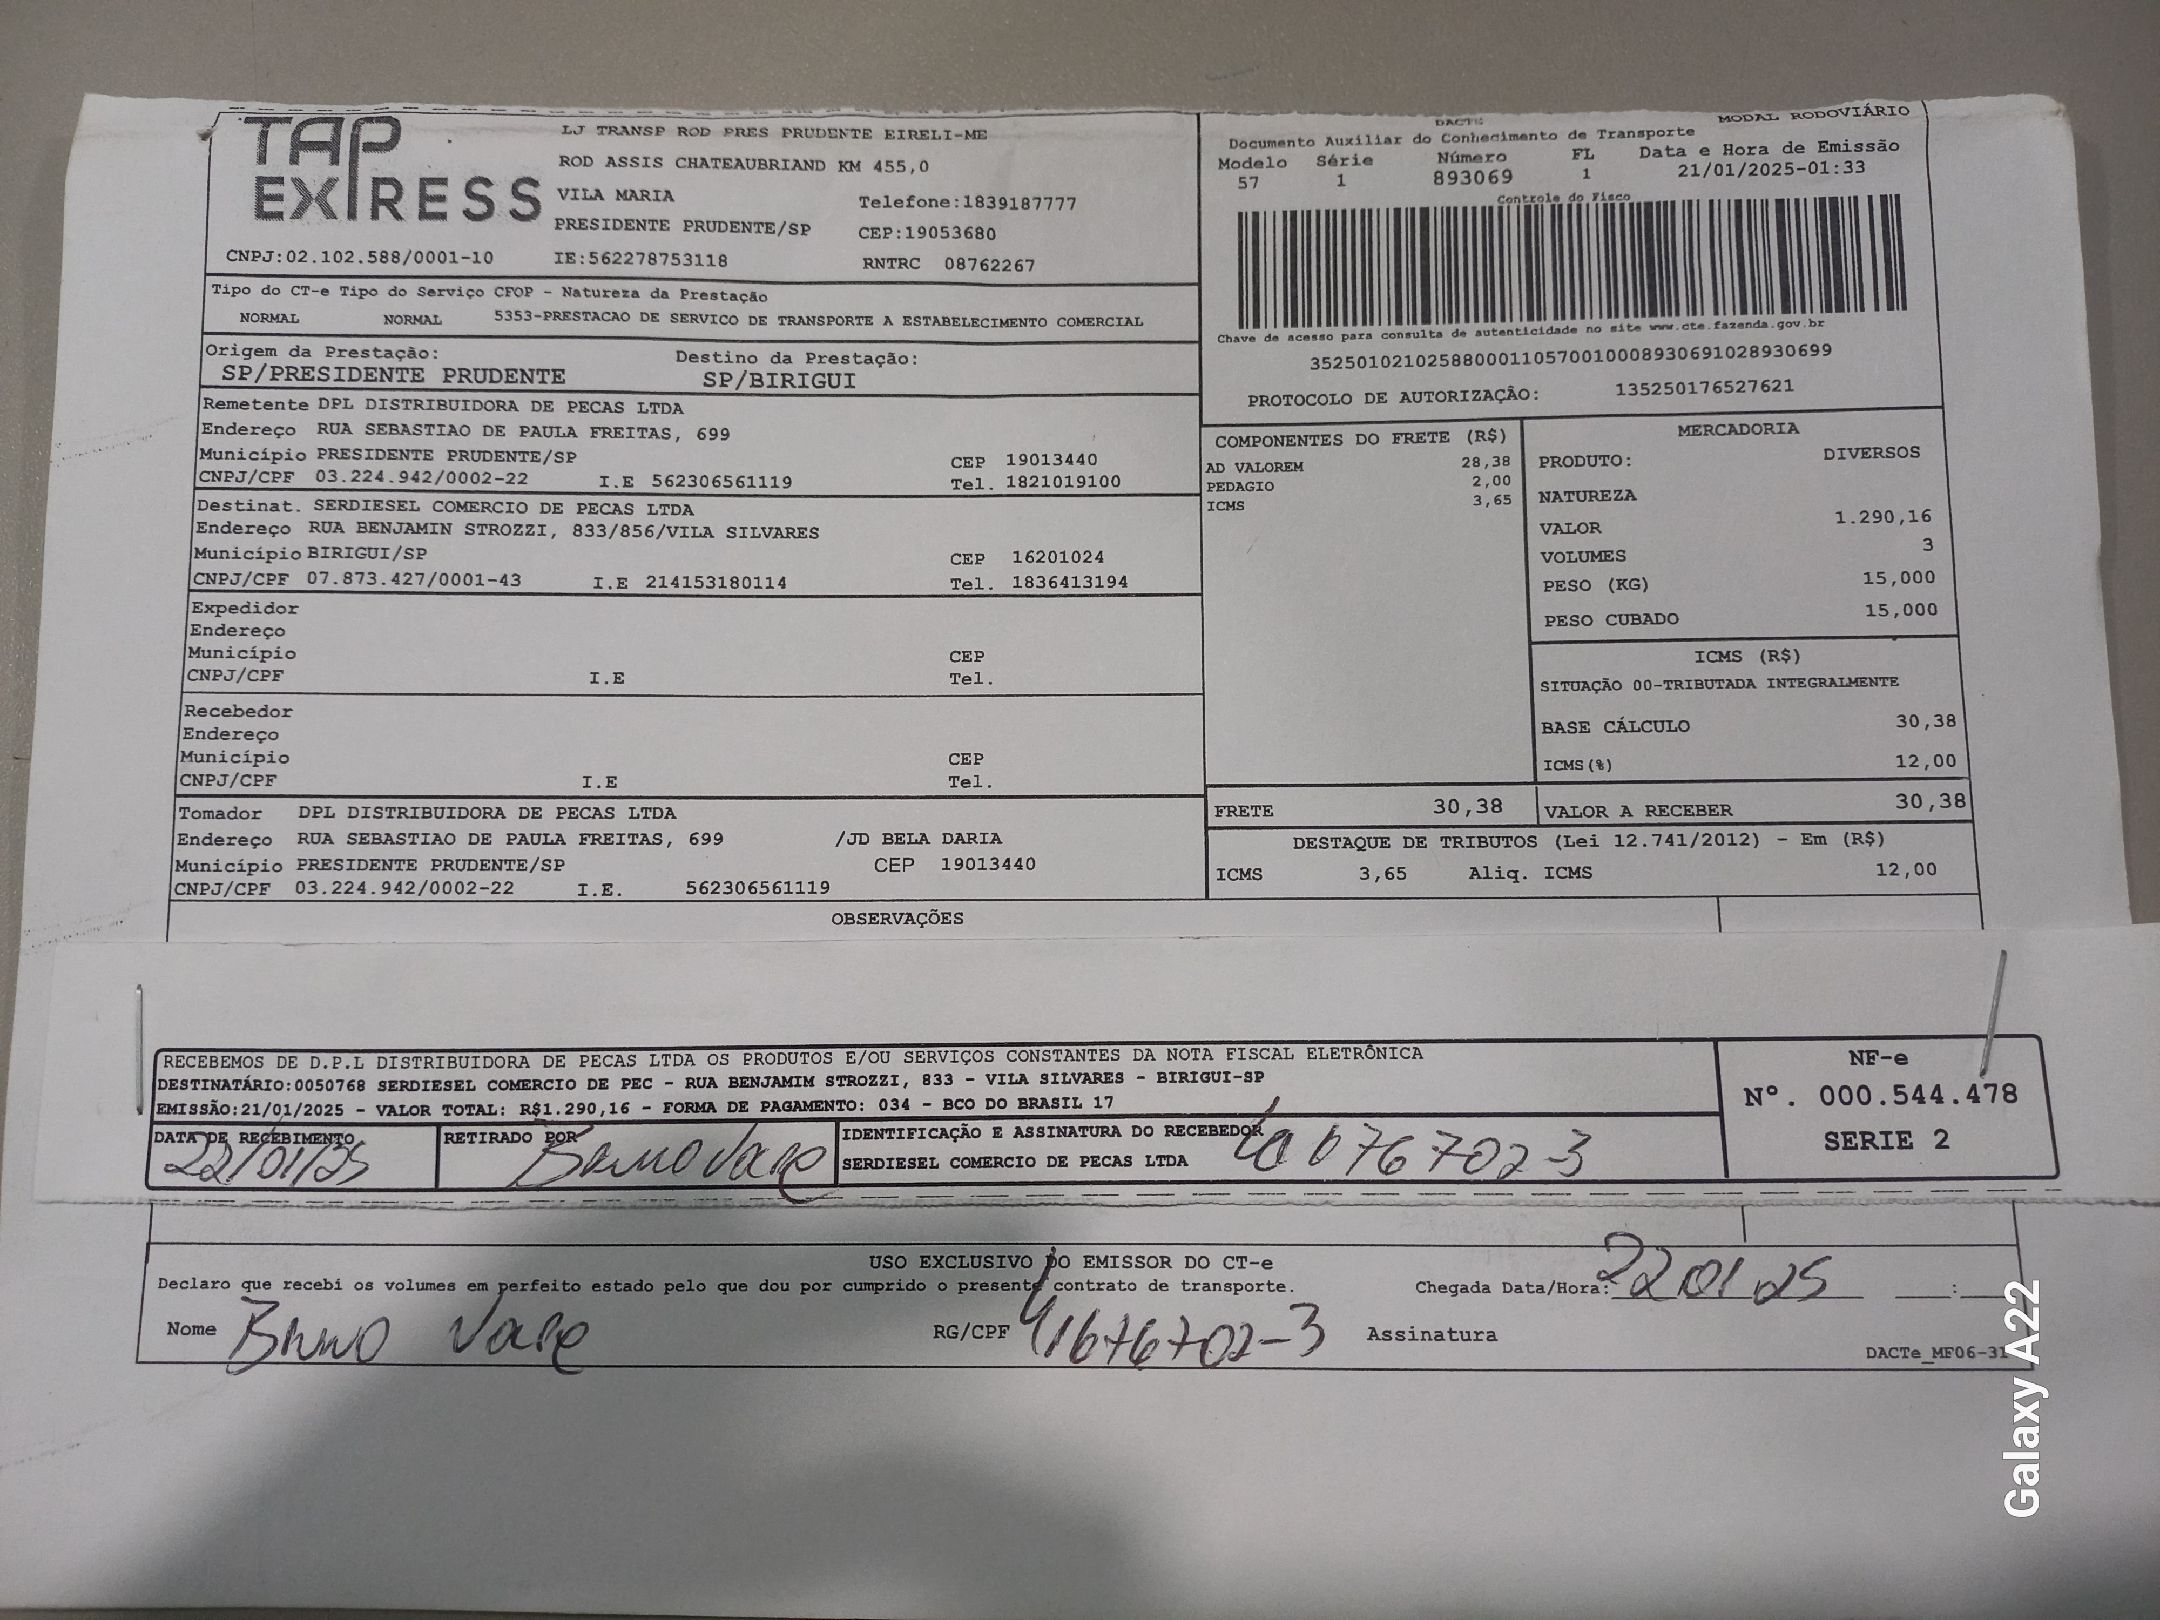 TAP EXPRESS
LJ TRANSP ROD PRES PRUDENTE EIRELI-ME
ROD ASSIS CHATEAUBRIAND KM 455,0
VILA MARIA Telefone:1839187777
PRESIDENTE PRUDENTE/SP CEP:19053680
CNPJ:02.102.588/0001-10 IE:562278753118 RNTRC 08762267
Tipo do CT-e Tipo do Serviço CFOP - Natureza da Prestação
NORMAL NORMAL 5353-PRESTACAO DE SERVICO DE TRANSPORTE A ESTABELECIMENTO COMERCIAL
Origem da Prestação: Destino da Prestação:
SP/PRESIDENTE PRUDENTE SP/BIRIGUI
Remetente DPL DISTRIBUIDORA DE PECAS LTDA
Endereço RUA SEBASTIAO DE PAULA FREITAS, 699
Município PRESIDENTE PRUDENTE/SP CEP 19013440
CNPJ/CPF 03.224.942/0002-22 I.E 562306561119 Tel. 1821019100
Destinat. SERDIESEL COMERCIO DE PECAS LTDA
Endereço RUA BENJAMIN STROZZI, 833/856/VILA SILVARES
Município BIRIGUI/SP CEP 16201024
CNPJ/CPF 07.873.427/0001-43 I.E 214153180114 Tel. 1836413194
Expedidor
Endereço
Município CEP
CNPJ/CPF I.E Tel.
Recebedor
Endereço
Município CEP
CNPJ/CPF I.E Tel.
Tomador DPL DISTRIBUIDORA DE PECAS LTDA
Endereço RUA SEBASTIAO DE PAULA FREITAS, 699 /JD BELA DARIA
Município PRESIDENTE PRUDENTE/SP CEP 19013440
CNPJ/CPF 03.224.942/0002-22 I.E. 562306561119
DACTE MODAL RODOVIÁRIO
Documento Auxiliar do Conhecimento de Transporte
Modelo Série Número FL Data e Hora de Emissão
57 1 893069 1 21/01/2025-01:33
Controle do Fisco
Chave de acesso para consulta de autenticidade no site www.cte.fazenda.gov.br
35250102102588000110570010008930691028930699
PROTOCOLO DE AUTORIZAÇÃO: 135250176527621
COMPONENTES DO FRETE (R$)
AD VALOREM 28,38
PEDAGIO 2,00
ICMS 3,65
MERCADORIA
PRODUTO: DIVERSOS
NATUREZA
VALOR 1.290,16
VOLUMES 3
PESO (KG) 15,000
PESO CUBADO 15,000
ICMS (R$)
SITUAÇÃO 00-TRIBUTADA INTEGRALMENTE
BASE CÁLCULO 30,38
ICMS(%) 12,00
FRETE 30,38 VALOR A RECEBER 30,38
DESTAQUE DE TRIBUTOS (Lei 12.741/2012) - Em (R$)
ICMS 3,65 Aliq. ICMS 12,00
OBSERVAÇÕES
RECEBEMOS DE D.P.L DISTRIBUIDORA DE PECAS LTDA OS PRODUTOS E/OU SERVIÇOS CONSTANTES DA NOTA FISCAL ELETRÔNICA
DESTINATÁRIO:0050768 SERDIESEL COMERCIO DE PEC - RUA BENJAMIM STROZZI, 833 - VILA SILVARES - BIRIGUI-SP
EMISSÃO:21/01/2025 - VALOR TOTAL: R$1.290,16 - FORMA DE PAGAMENTO: 034 - BCO DO BRASIL 17
DATA DE RECEBIMENTO RETIRADO POR IDENTIFICAÇÃO E ASSINATURA DO RECEBEDOR
22/01/25 Bruno SERDIESEL COMERCIO DE PECAS LTDA
NF-e
Nº. 000.544.478
SERIE 2
USO EXCLUSIVO DO EMISSOR DO CT-e
Declaro que recebi os volumes em perfeito estado pelo que dou por cumprido o presente contrato de transporte. Chegada Data/Hora: 22 01 25 :
Nome Bruno RG/CPF 41676702-3 Assinatura
DACTe_MF06-31
Galaxy A22